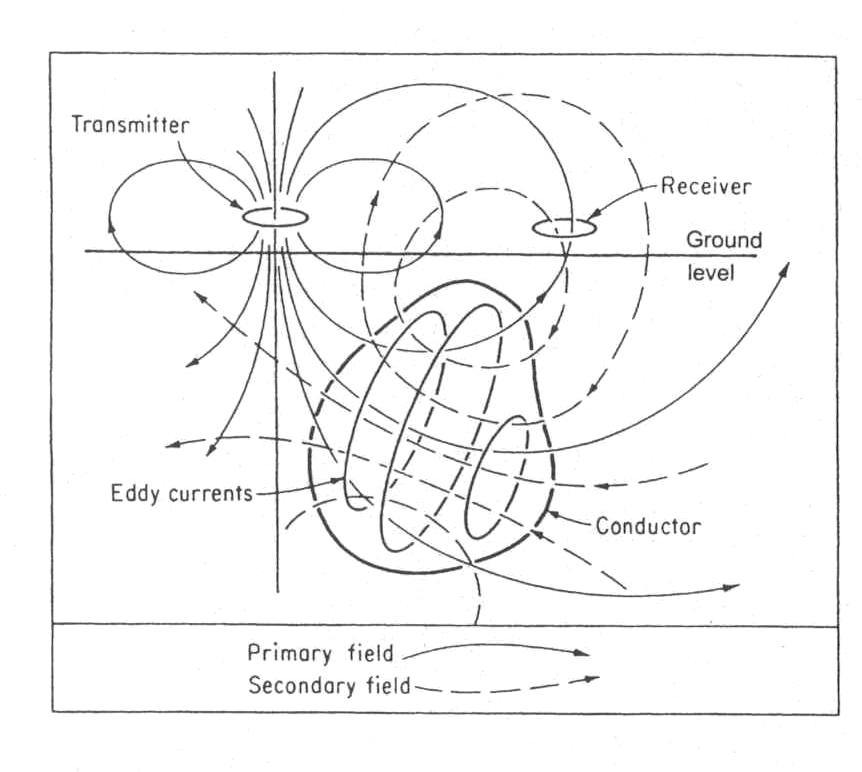 Transmitter
Receiver
Ground
level
Eddy currents
Conductor
Primary field
Secondary field